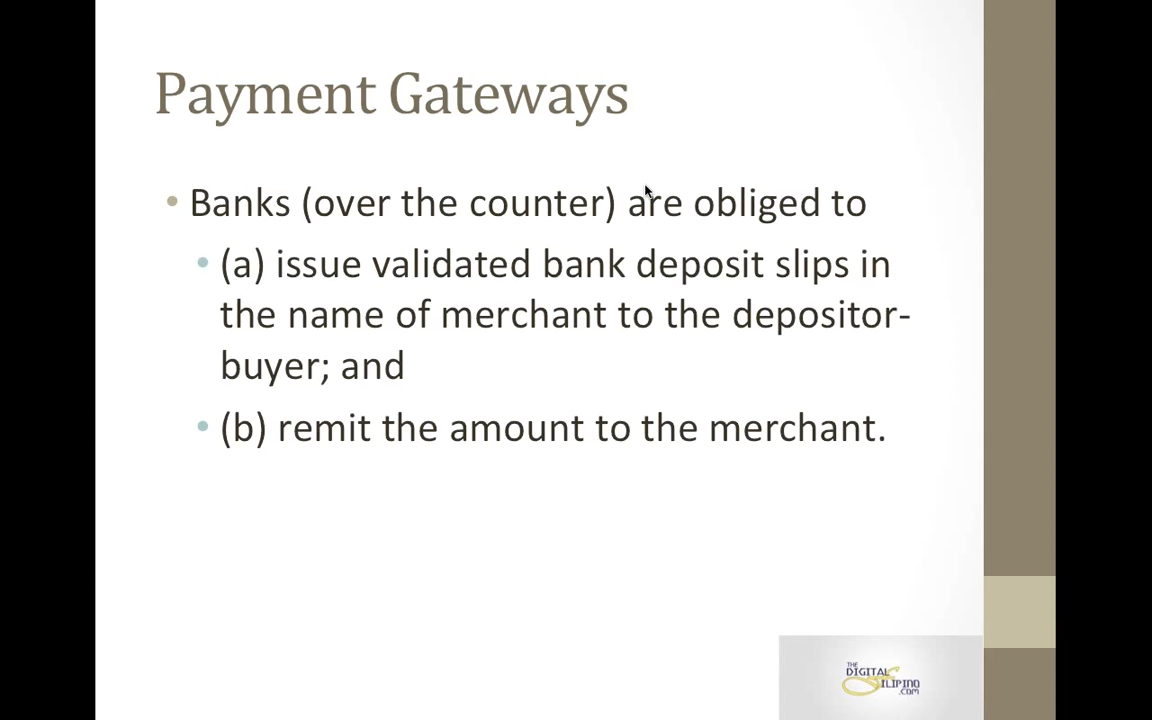 Payment Gateways
• Banks (over the counter) are obliged to
• (a) issue validated bank deposit slips in
the name of merchant to the depositor-
buyer; and
• (b) remit the amount to the merchant.
THE
DIGITAL
FILIPINO
.COM